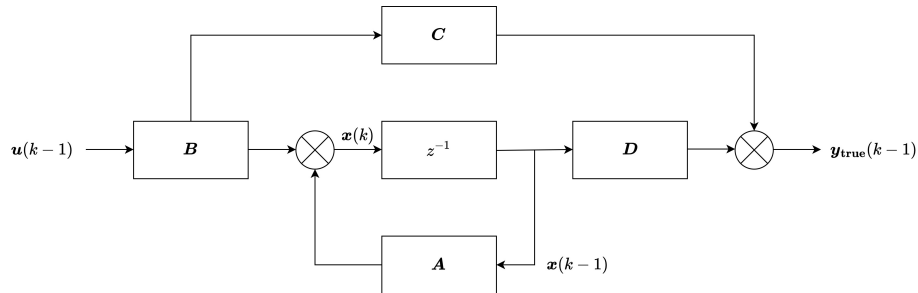 C
u(k−1)
B
x(k)
z⁻¹
D
y_true(k−1)
A
x(k−1)